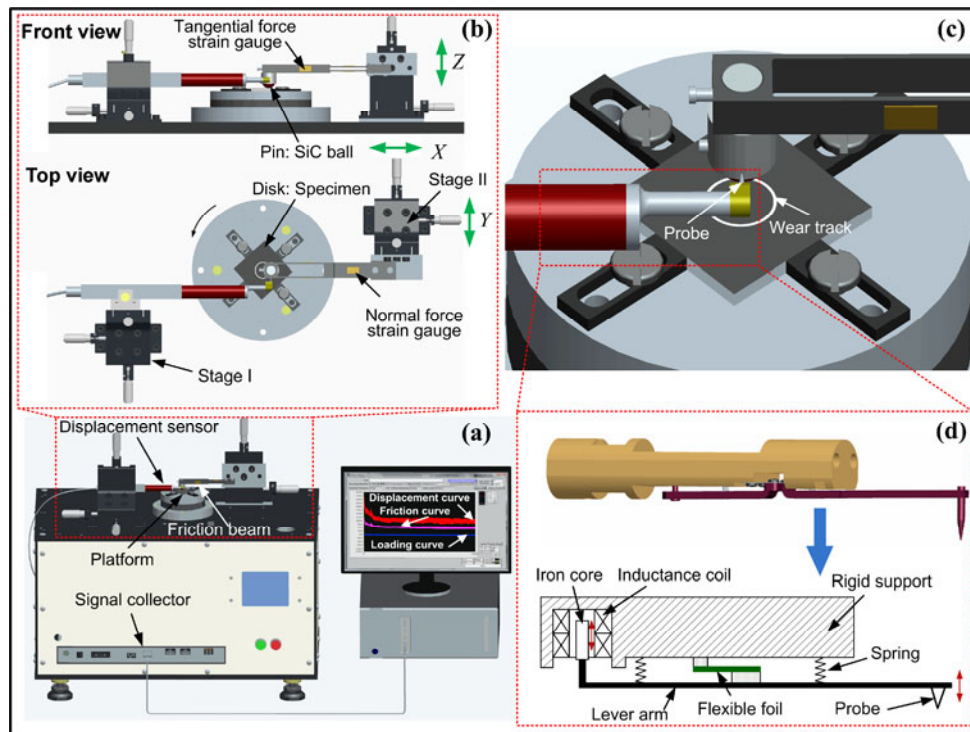 (b)
Front view
Tangential force
strain gauge
Z
Pin: SiC ball
X
Top view
Disk: Specimen
Stage II
Y
Normal force
strain gauge
Stage I
(c)
Probe
Wear track
(a)
Displacement sensor
Friction beam
Platform
Signal collector
Displacement curve
Friction curve
Loading curve
(d)
Iron core
Inductance coil
Rigid support
Spring
Lever arm
Flexible foil
Probe